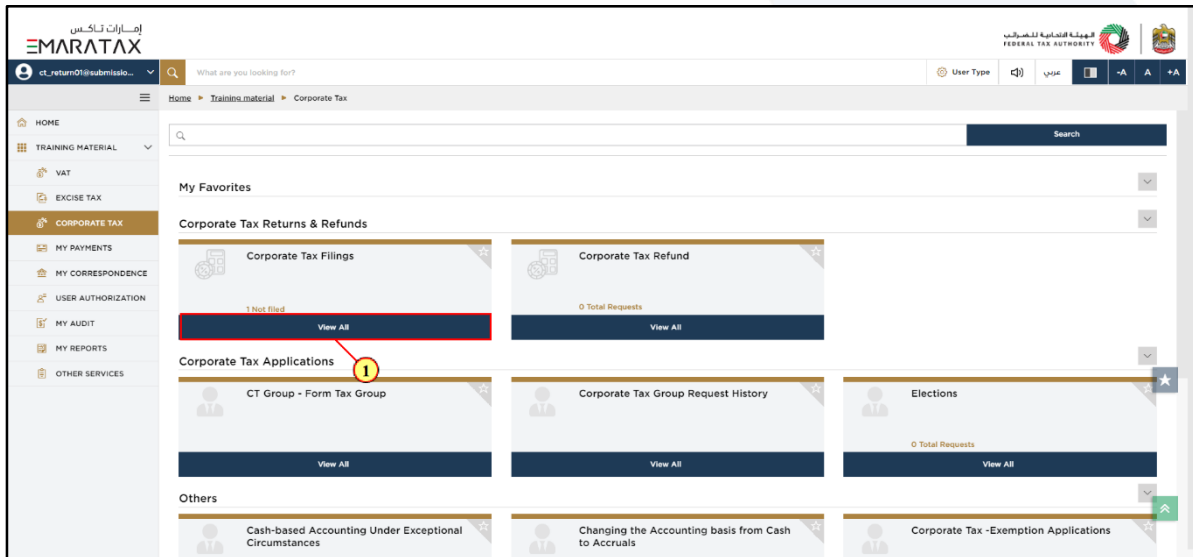 إمــارات تـاكــس
EMARATAX
الهيئة الاتحادية للضرائب
FEDERAL TAX AUTHORITY
ct_return01@submissio...
What are you looking for?
User Type
عربي
-A
A
+A
Home
Training material
Corporate Tax
HOME
TRAINING MATERIAL
VAT
EXCISE TAX
CORPORATE TAX
MY PAYMENTS
MY CORRESPONDENCE
USER AUTHORIZATION
MY AUDIT
MY REPORTS
OTHER SERVICES
Search
My Favorites
Corporate Tax Returns & Refunds
Corporate Tax Filings
1 Not filed
View All
Corporate Tax Refund
0 Total Requests
View All
1
Corporate Tax Applications
CT Group - Form Tax Group
View All
Corporate Tax Group Request History
View All
Elections
0 Total Requests
View All
Others
Cash-based Accounting Under Exceptional
Circumstances
Changing the Accounting basis from Cash
to Accruals
Corporate Tax -Exemption Applications